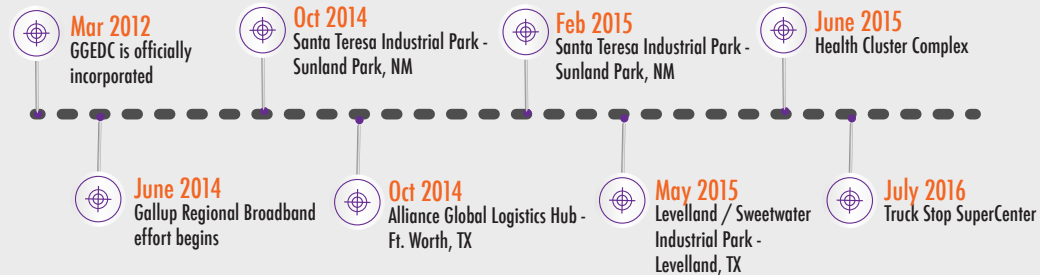 Mar 2012
GGEDC is officially
incorporated
June 2014
Gallup Regional Broadband
effort begins
Oct 2014
Santa Teresa Industrial Park -
Sunland Park, NM
Oct 2014
Alliance Global Logistics Hub -
Ft. Worth, TX
Feb 2015
Santa Teresa Industrial Park -
Sunland Park, NM
May 2015
Levelland / Sweetwater
Industrial Park -
Levelland, TX
June 2015
Health Cluster Complex
July 2016
Truck Stop SuperCenter